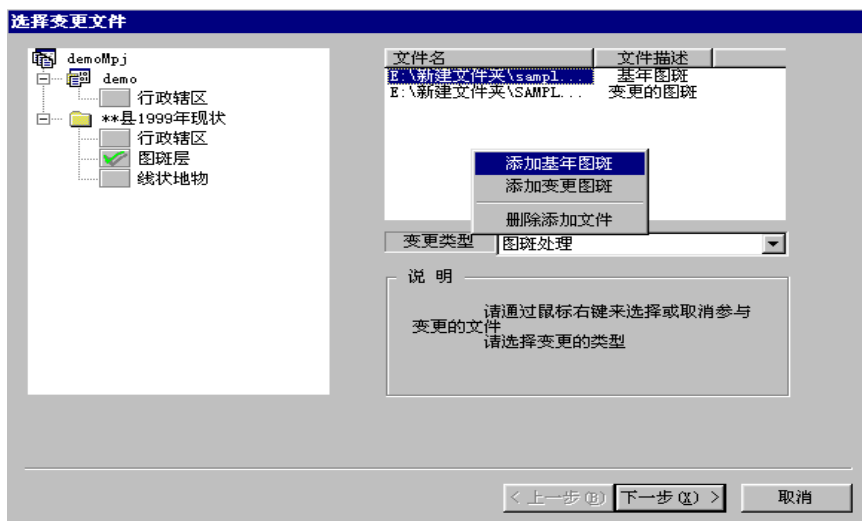 选择变更文件
demoMpj
demo
行政辖区
**县1999年现状
行政辖区
图斑层
线状地物
文件名 文件描述
E:\新建文件夹\sampl... 基年图斑
E:\新建文件夹\SAMPL... 变更的图斑
添加基年图斑
添加变更图斑
删除添加文件
变更类型 图斑处理
说 明
请通过鼠标右键来选择或取消参与
变更的文件
请选择变更的类型
< 上一步(B) 下一步(X) > 取消